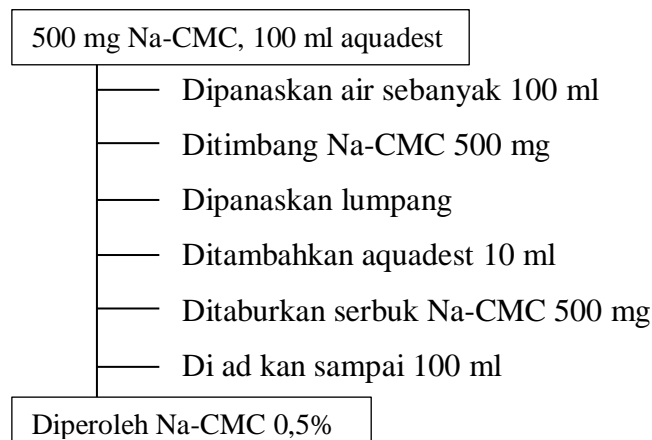 500 mg Na-CMC, 100 ml aquadest
Dipanaskan air sebanyak 100 ml
Ditimbang Na-CMC 500 mg
Dipanaskan lumpang
Ditambahkan aquadest 10 ml
Ditaburkan serbuk Na-CMC 500 mg
Di ad kan sampai 100 ml
Diperoleh Na-CMC 0,5%